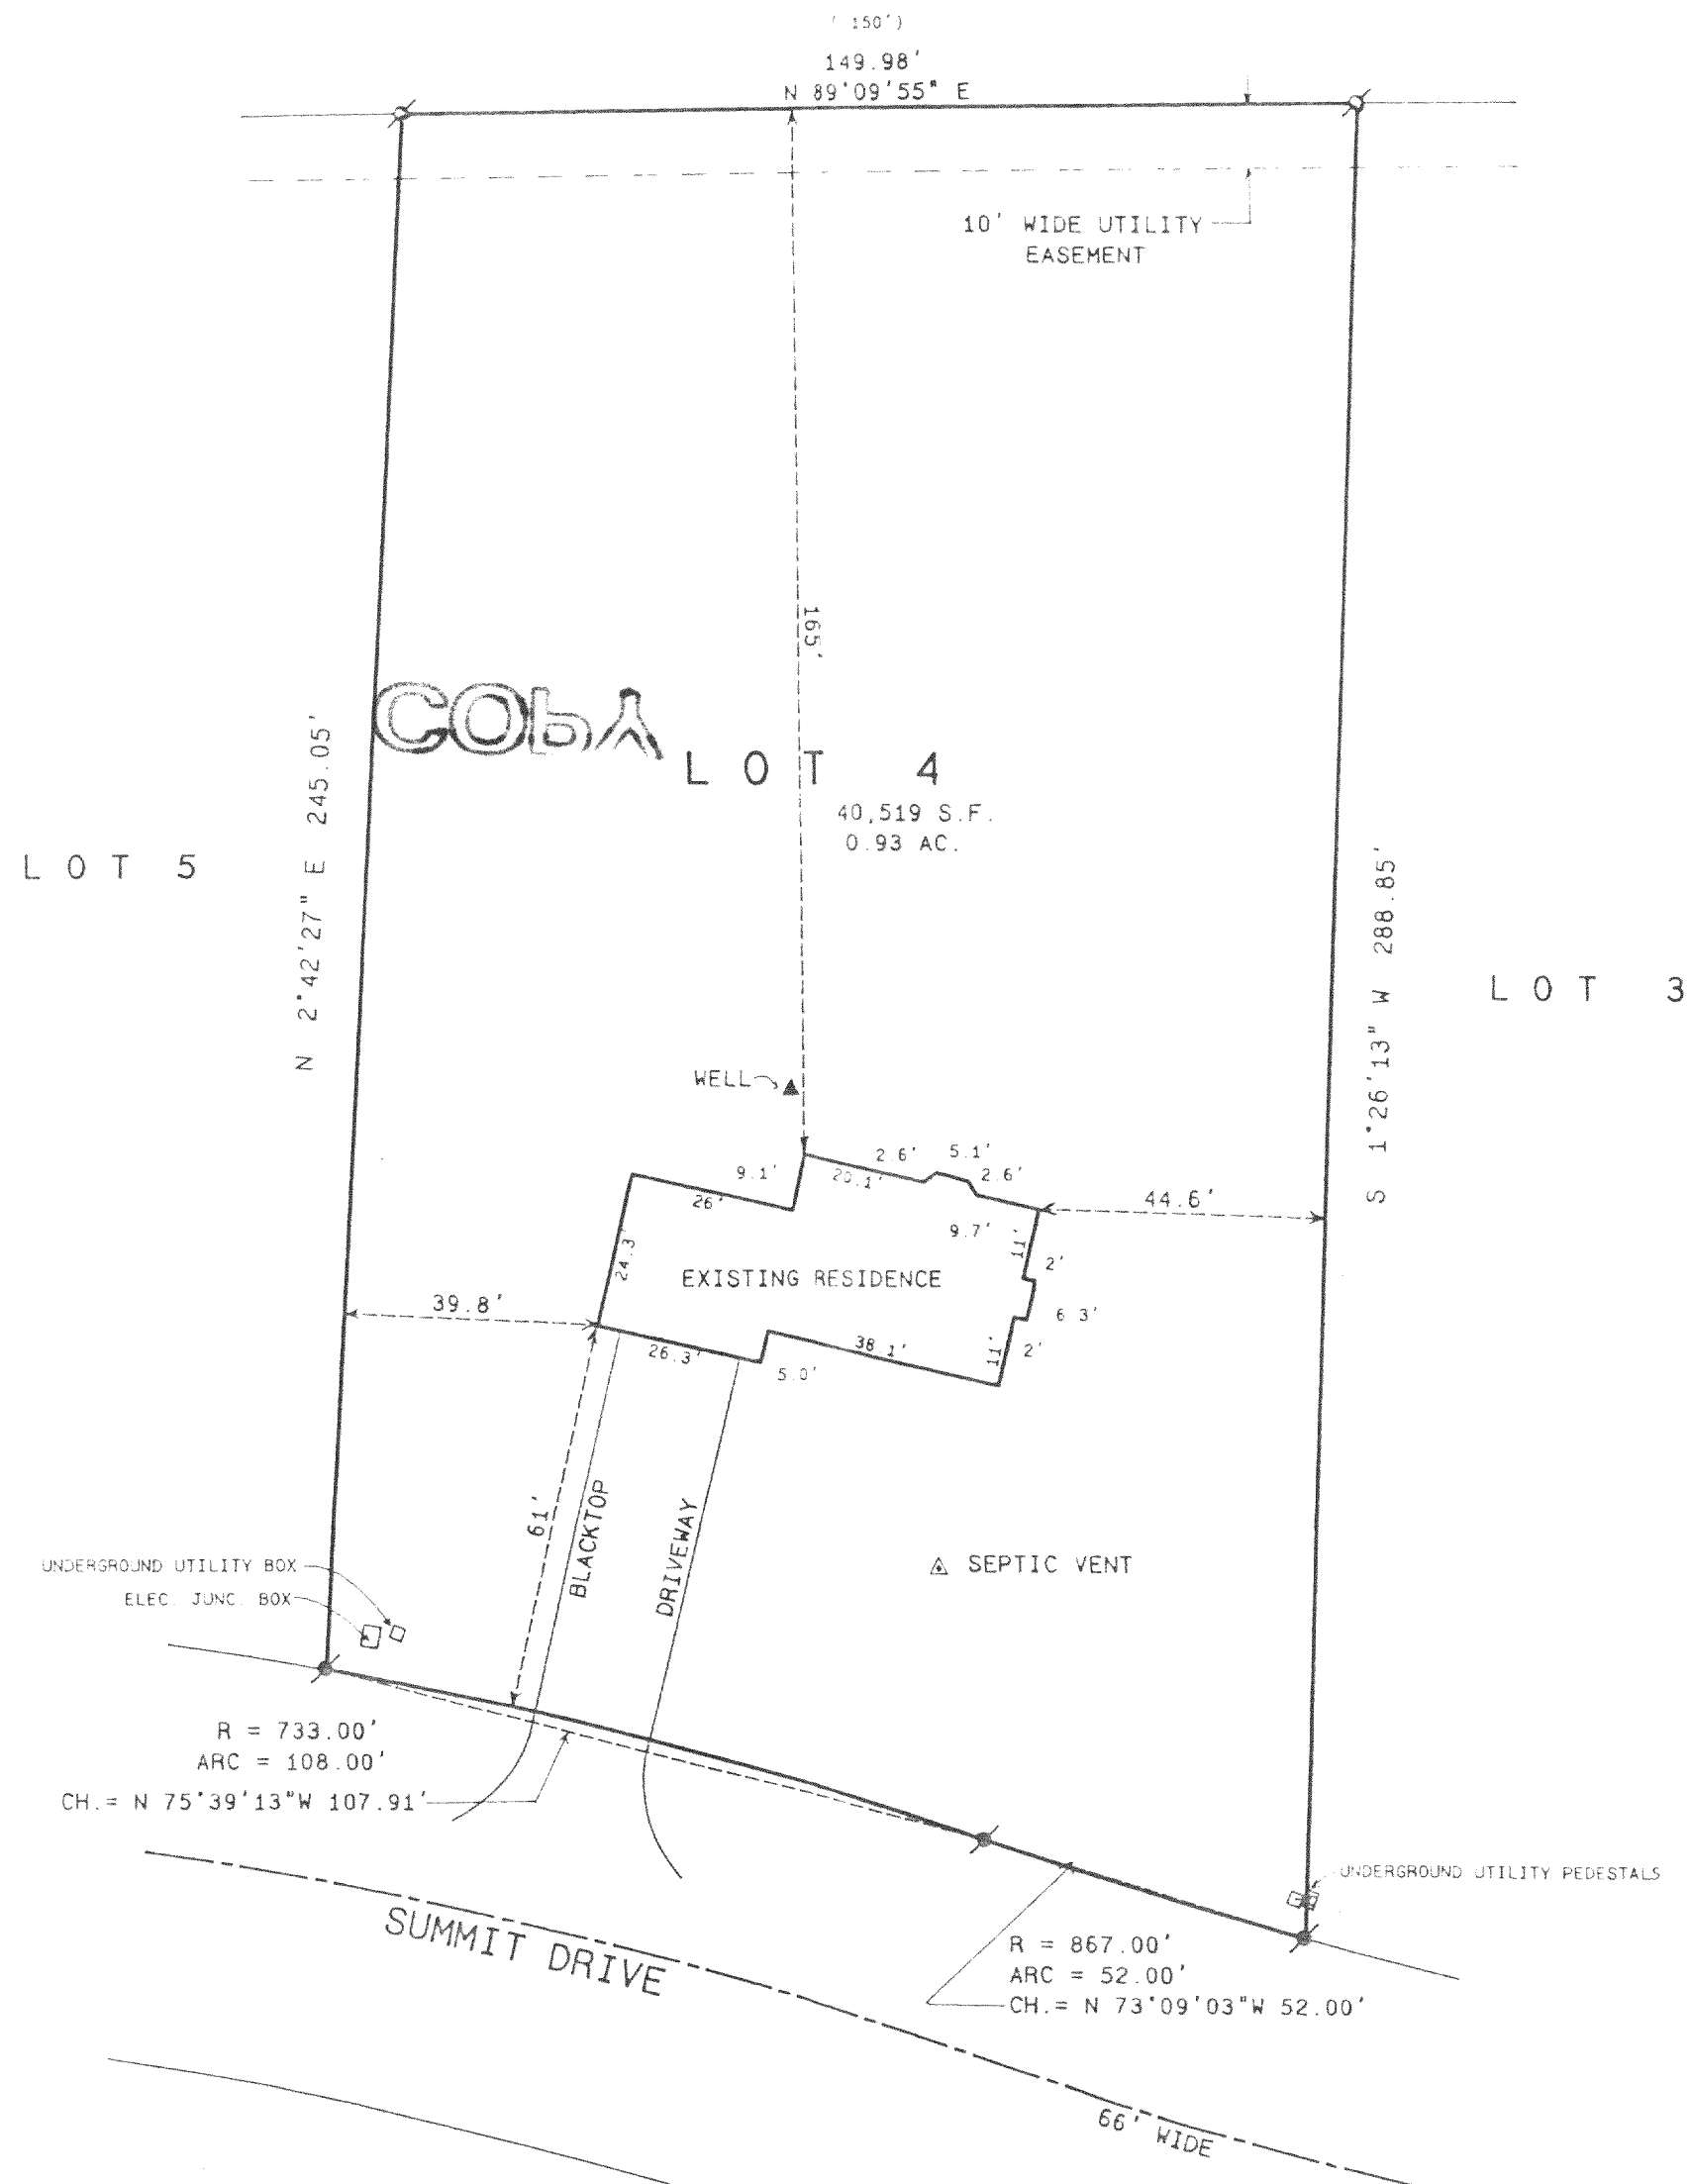 ( 150')
149.98'
N 89°09'55" E
10' WIDE UTILITY
EASEMENT
165'
COPY
LOT 4
40,519 S.F.
0.93 AC.
N 2°42'27" E 245.05'
LOT 5
S 1°26'13" W 288.85'
LOT 3
WELL
9.1'
26'
20.1'
2.6'
5.1'
2.6'
9.7'
44.6'
11'
2'
6 3'
2'
11'
24.3'
EXISTING RESIDENCE
39.8'
26.3'
5.0'
38.1'
61'
BLACKTOP
DRIVEWAY
SEPTIC VENT
UNDERGROUND UTILITY BOX
ELEC. JUNC. BOX
R = 733.00'
ARC = 108.00'
CH.= N 75°39'13"W 107.91'
UNDERGROUND UTILITY PEDESTALS
R = 867.00'
ARC = 52.00'
CH.= N 73°09'03"W 52.00'
SUMMIT DRIVE
66' WIDE